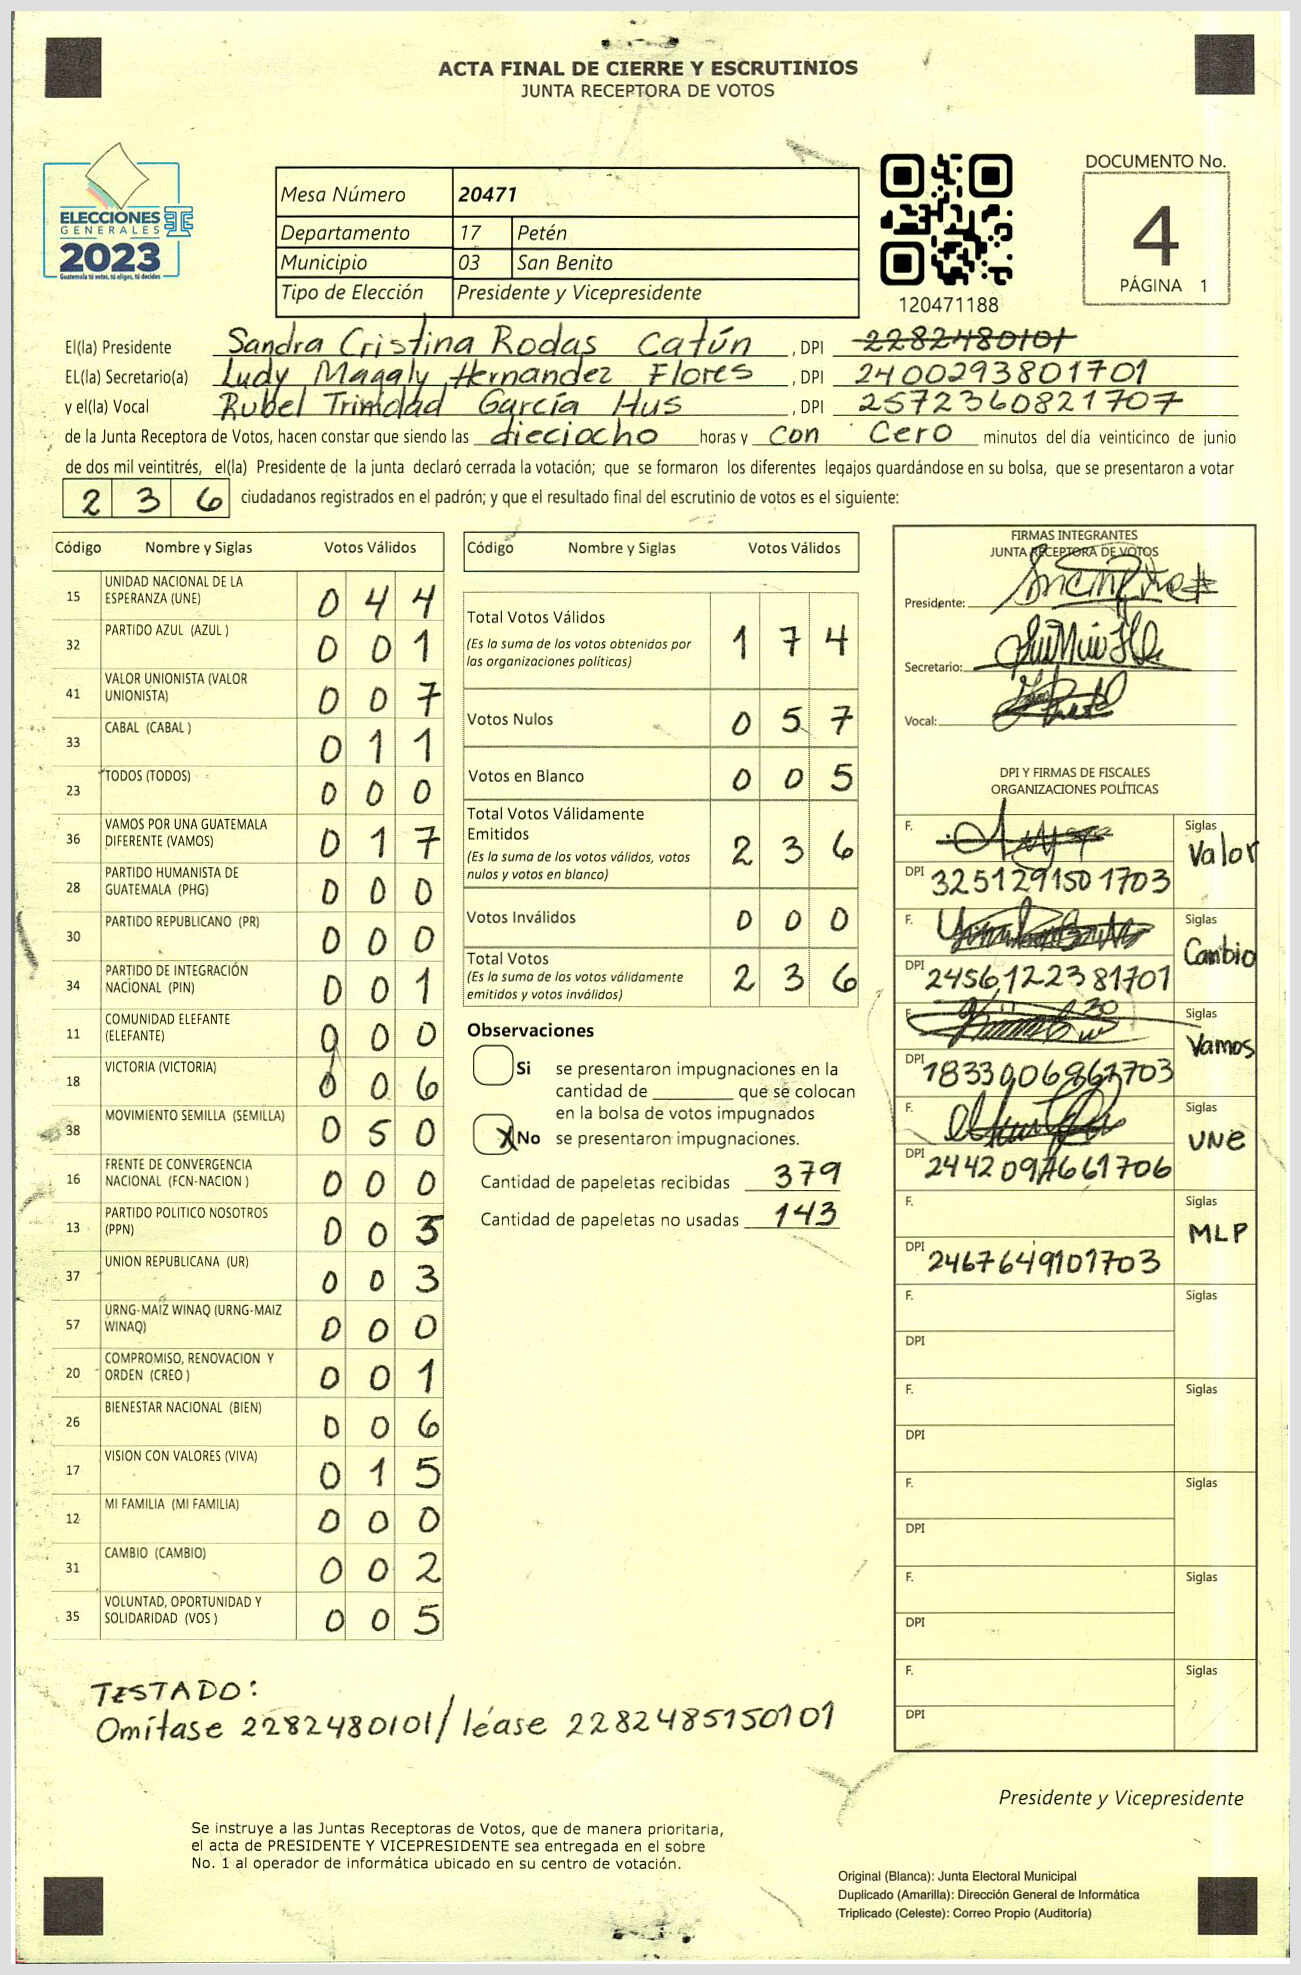 ACTA FINAL DE CIERRE Y ESCRUTINIOS
JUNTA RECEPTORA DE VOTOS
ELECCIONES
GENERALES
2023
Guatemala tú votas, tú eliges, tú decides
Mesa Número 20471
Departamento 17 Petén
Municipio 03 San Benito
Tipo de Elección Presidente y Vicepresidente
120471188
DOCUMENTO No.
4
PÁGINA 1
El(la) Presidente Sandra Cristina Rodas Catún , DPI 2282480101
EL(la) Secretario(a) Ludy Magaly Hernandez Flores , DPI 2400293801701
y el(la) Vocal Rubel Trinidad García Hus , DPI 2572360821707
de la Junta Receptora de Votos, hacen constar que siendo las dieciocho horas y con Cero minutos del día veinticinco de junio
de dos mil veintitrés, el(la) Presidente de la junta declaró cerrada la votación; que se formaron los diferentes legajos guardándose en su bolsa, que se presentaron a votar
2 3 6 ciudadanos registrados en el padrón; y que el resultado final del escrutinio de votos es el siguiente:
Código Nombre y Siglas Votos Válidos
15 UNIDAD NACIONAL DE LA ESPERANZA (UNE) 0 4 4
32 PARTIDO AZUL (AZUL ) 0 0 1
41 VALOR UNIONISTA (VALOR UNIONISTA) 0 0 7
33 CABAL (CABAL ) 0 1 1
23 TODOS (TODOS) 0 0 0
36 VAMOS POR UNA GUATEMALA DIFERENTE (VAMOS) 0 1 7
28 PARTIDO HUMANISTA DE GUATEMALA (PHG) 0 0 0
30 PARTIDO REPUBLICANO (PR) 0 0 0
34 PARTIDO DE INTEGRACIÓN NACIONAL (PIN) 0 0 1
11 COMUNIDAD ELEFANTE (ELEFANTE) 0 0 0
18 VICTORIA (VICTORIA) 0 0 6
38 MOVIMIENTO SEMILLA (SEMILLA) 0 5 0
16 FRENTE DE CONVERGENCIA NACIONAL (FCN-NACION ) 0 0 0
13 PARTIDO POLITICO NOSOTROS (PPN) 0 0 5
37 UNION REPUBLICANA (UR) 0 0 3
57 URNG-MAIZ WINAQ (URNG-MAIZ WINAQ) 0 0 0
20 COMPROMISO, RENOVACION Y ORDEN (CREO ) 0 0 1
26 BIENESTAR NACIONAL (BIEN) 0 0 6
17 VISION CON VALORES (VIVA) 0 1 5
12 MI FAMILIA (MI FAMILIA) 0 0 0
31 CAMBIO (CAMBIO) 0 0 2
35 VOLUNTAD, OPORTUNIDAD Y SOLIDARIDAD (VOS ) 0 0 5
Código Nombre y Siglas Votos Válidos
Total Votos Válidos 1 7 4
(Es la suma de los votos obtenidos por
las organizaciones políticas)
Votos Nulos 0 5 7
Votos en Blanco 0 0 5
Total Votos Válidamente
Emitidos 2 3 6
(Es la suma de los votos válidos, votos
nulos y votos en blanco)
Votos Inválidos 0 0 0
Total Votos 2 3 6
(Es la suma de los votos válidamente
emitidos y votos inválidos)
Observaciones
Si se presentaron impugnaciones en la
cantidad de ________ que se colocan
en la bolsa de votos impugnados
X No se presentaron impugnaciones.
Cantidad de papeletas recibidas 379
Cantidad de papeletas no usadas 143
FIRMAS INTEGRANTES
JUNTA RECEPTORA DE VOTOS
Presidente:
Secretario:
Vocal:
DPI Y FIRMAS DE FISCALES
ORGANIZACIONES POLÍTICAS
F. Siglas Valor
DPI 3251291501703
F. Siglas Cambio
DPI 2456122381701
F. Siglas Vamos
DPI
F. Siglas UNE
DPI
F. Siglas MLP
DPI 2467649101703
F. Siglas
DPI
F. Siglas
DPI
F. Siglas
DPI
F. Siglas
DPI
F. Siglas
DPI
TESTADO:
Omítase 2282480101/ léase 2282485150101
Presidente y Vicepresidente
Se instruye a las Juntas Receptoras de Votos, que de manera prioritaria,
el acta de PRESIDENTE Y VICEPRESIDENTE sea entregada en el sobre
No. 1 al operador de informática ubicado en su centro de votación.
Original (Blanca): Junta Electoral Municipal
Duplicado (Amarilla): Dirección General de Informática
Triplicado (Celeste): Correo Propio (Auditoría)